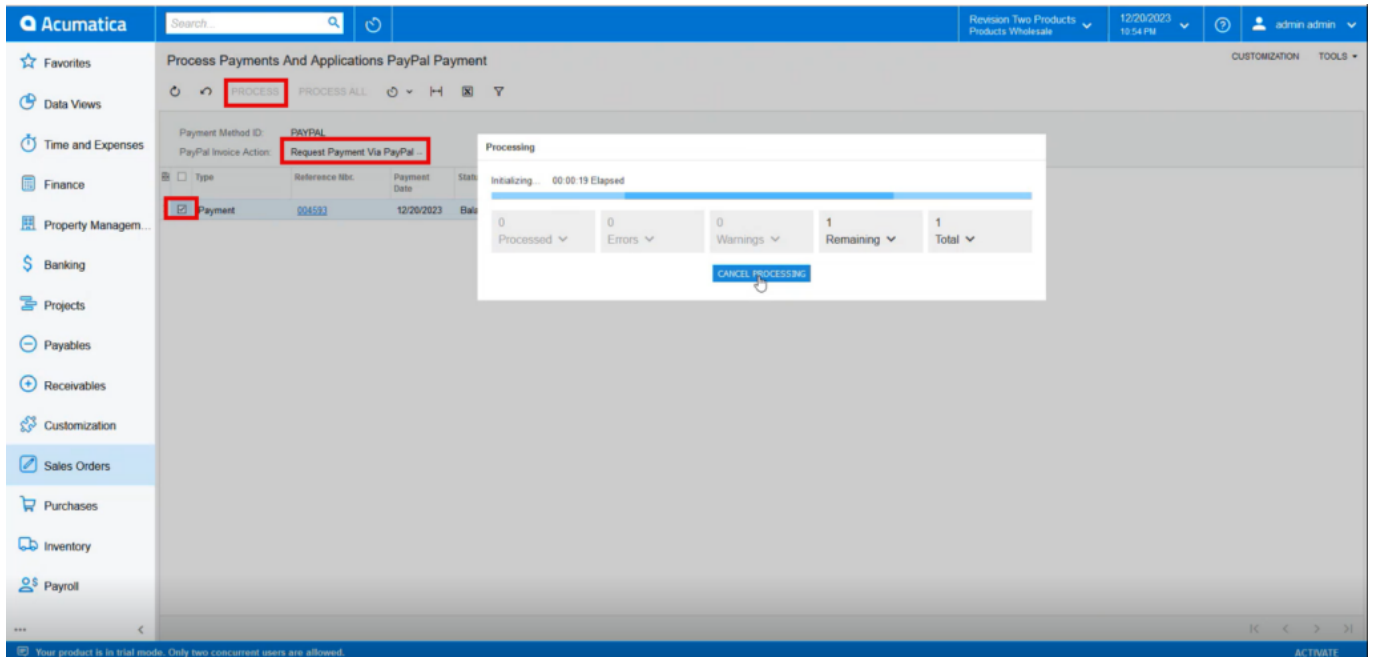 Acumatica
Search...
Revision Two Products
Products Wholesale
12/20/2023
10:54 PM
admin admin
Favorites
Data Views
Time and Expenses
Finance
Property Managem...
Banking
Projects
Payables
Receivables
Customization
Sales Orders
Purchases
Inventory
Payroll
Process Payments And Applications PayPal Payment
CUSTOMIZATION TOOLS
PROCESS PROCESS ALL
Payment Method ID: PAYPAL
PayPal Invoice Action: Request Payment Via PayPal ...
Type Reference Nbr. Payment Date Statu
Payment 004593 12/20/2023 Bala
Processing
Initializing... 00:00:19 Elapsed
0 0 0 1 1
Processed Errors Warnings Remaining Total
CANCEL PROCESSING
Your product is in trial mode. Only two concurrent users are allowed. ACTIVATE